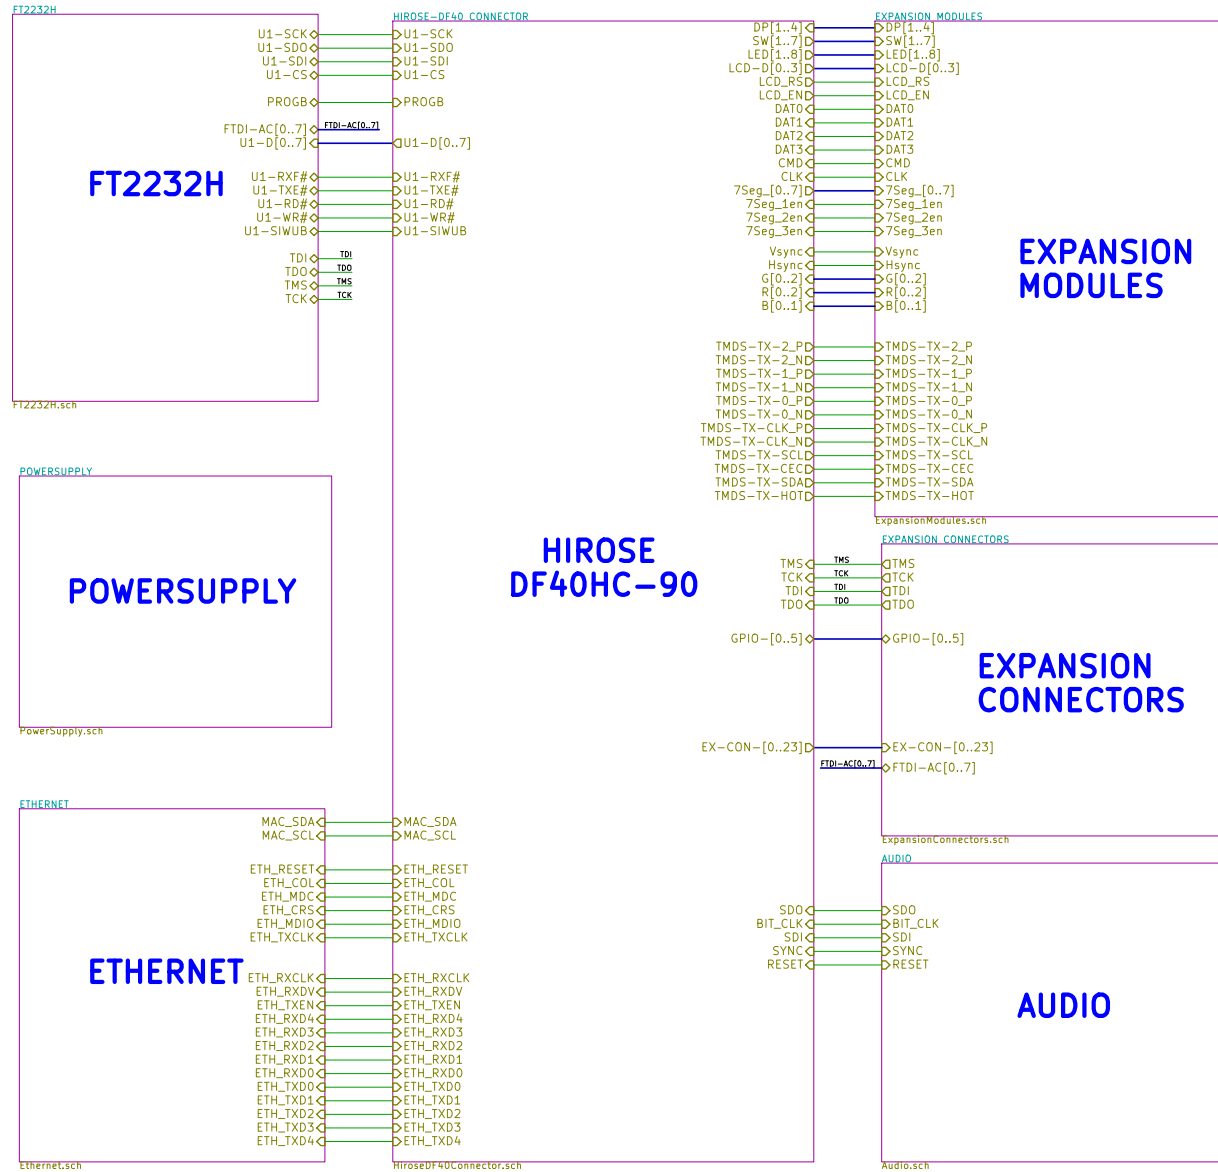 FT2232H
U1-SCK
U1-SDO
U1-SDI
U1-CS
PROGB
FTDI-AC[0..7]
FTDI-AC[0..7]
U1-D[0..7]
FT2232H
U1-RXF#
U1-TXE#
U1-RD#
U1-WR#
U1-SIWUB
TDI
TDI
TDO
TDO
TMS
TMS
TCK
TCK
FT2232H.sch
POWERSUPPLY
POWERSUPPLY
PowerSupply.sch
ETHERNET
MAC_SDA
MAC_SCL
ETH_RESET
ETH_COL
ETH_MDC
ETH_CRS
ETH_MDIO
ETH_TXCLK
ETHERNET
ETH_RXCLK
ETH_RXDV
ETH_TXEN
ETH_RXD4
ETH_RXD3
ETH_RXD2
ETH_RXD1
ETH_RXD0
ETH_TXD0
ETH_TXD1
ETH_TXD2
ETH_TXD3
ETH_TXD4
Ethernet.sch
HIROSE-DF40 CONNECTOR
U1-SCK
U1-SDO
U1-SDI
U1-CS
PROGB
U1-D[0..7]
U1-RXF#
U1-TXE#
U1-RD#
U1-WR#
U1-SIWUB
HIROSE
DF40HC-90
MAC_SDA
MAC_SCL
ETH_RESET
ETH_COL
ETH_MDC
ETH_CRS
ETH_MDIO
ETH_TXCLK
ETH_RXCLK
ETH_RXDV
ETH_TXEN
ETH_RXD4
ETH_RXD3
ETH_RXD2
ETH_RXD1
ETH_RXD0
ETH_TXD0
ETH_TXD1
ETH_TXD2
ETH_TXD3
ETH_TXD4
HiroseDF40Connector.sch
DP[1..4]
SW[1..7]
LED[1..8]
LCD-D[0..3]
LCD_RS
LCD_EN
DAT0
DAT1
DAT2
DAT3
CMD
CLK
7Seg_[0..7]
7Seg_1en
7Seg_2en
7Seg_3en
Vsync
Hsync
G[0..2]
R[0..2]
B[0..1]
TMDS-TX-2_P
TMDS-TX-2_N
TMDS-TX-1_P
TMDS-TX-1_N
TMDS-TX-0_P
TMDS-TX-0_N
TMDS-TX-CLK_P
TMDS-TX-CLK_N
TMDS-TX-SCL
TMDS-TX-CEC
TMDS-TX-SDA
TMDS-TX-HOT
TMS
TCK
TDI
TDO
GPIO-[0..5]
EX-CON-[0..23]
SDO
BIT_CLK
SDI
SYNC
RESET
EXPANSION MODULES
DP[1..4]
SW[1..7]
LED[1..8]
LCD-D[0..3]
LCD_RS
LCD_EN
DAT0
DAT1
DAT2
DAT3
CMD
CLK
7Seg_[0..7]
7Seg_1en
7Seg_2en
7Seg_3en
Vsync
Hsync
G[0..2]
R[0..2]
B[0..1]
EXPANSION
MODULES
TMDS-TX-2_P
TMDS-TX-2_N
TMDS-TX-1_P
TMDS-TX-1_N
TMDS-TX-0_P
TMDS-TX-0_N
TMDS-TX-CLK_P
TMDS-TX-CLK_N
TMDS-TX-SCL
TMDS-TX-CEC
TMDS-TX-SDA
TMDS-TX-HOT
ExpansionModules.sch
EXPANSION CONNECTORS
TMS
TMS
TCK
TCK
TDI
TDI
TDO
TDO
GPIO-[0..5]
EXPANSION
CONNECTORS
EX-CON-[0..23]
FTDI-AC[0..7]
FTDI-AC[0..7]
ExpansionConnectors.sch
AUDIO
SDO
BIT_CLK
SDI
SYNC
RESET
AUDIO
Audio.sch